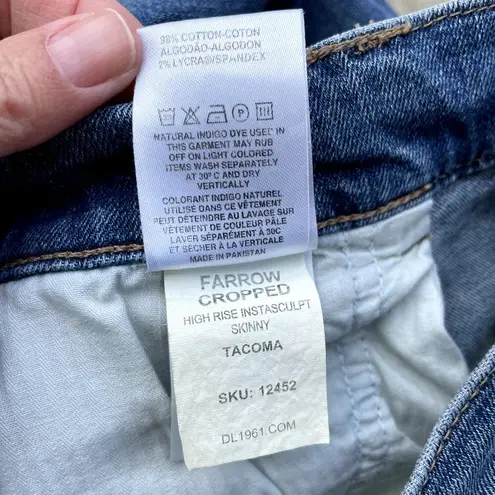 98% COTTON-COTON
ALGODÃO-ALGODON
2% LYCRA®/SPANDEX
NATURAL INDIGO DYE USED IN
THIS GARMENT MAY RUB
OFF ON LIGHT COLORED
ITEMS WASH SEPARATELY
AT 30°C AND DRY
VERTICALLY
COLORANT INDIGO NATUREL
UTILISÉ DANS CE VÊTEMENT
PEUT DÉTEINDRE AU LAVAGE SUR
VÊTEMENT DE COULEUR PÂLE
LAVER SÉPARÉMENT À 30C
ET SÉCHER À LA VERTICALE
MADE IN PAKISTAN
FARROW
CROPPED
HIGH RISE INSTASCULPT
SKINNY
TACOMA
SKU: 12452
DL1961.COM